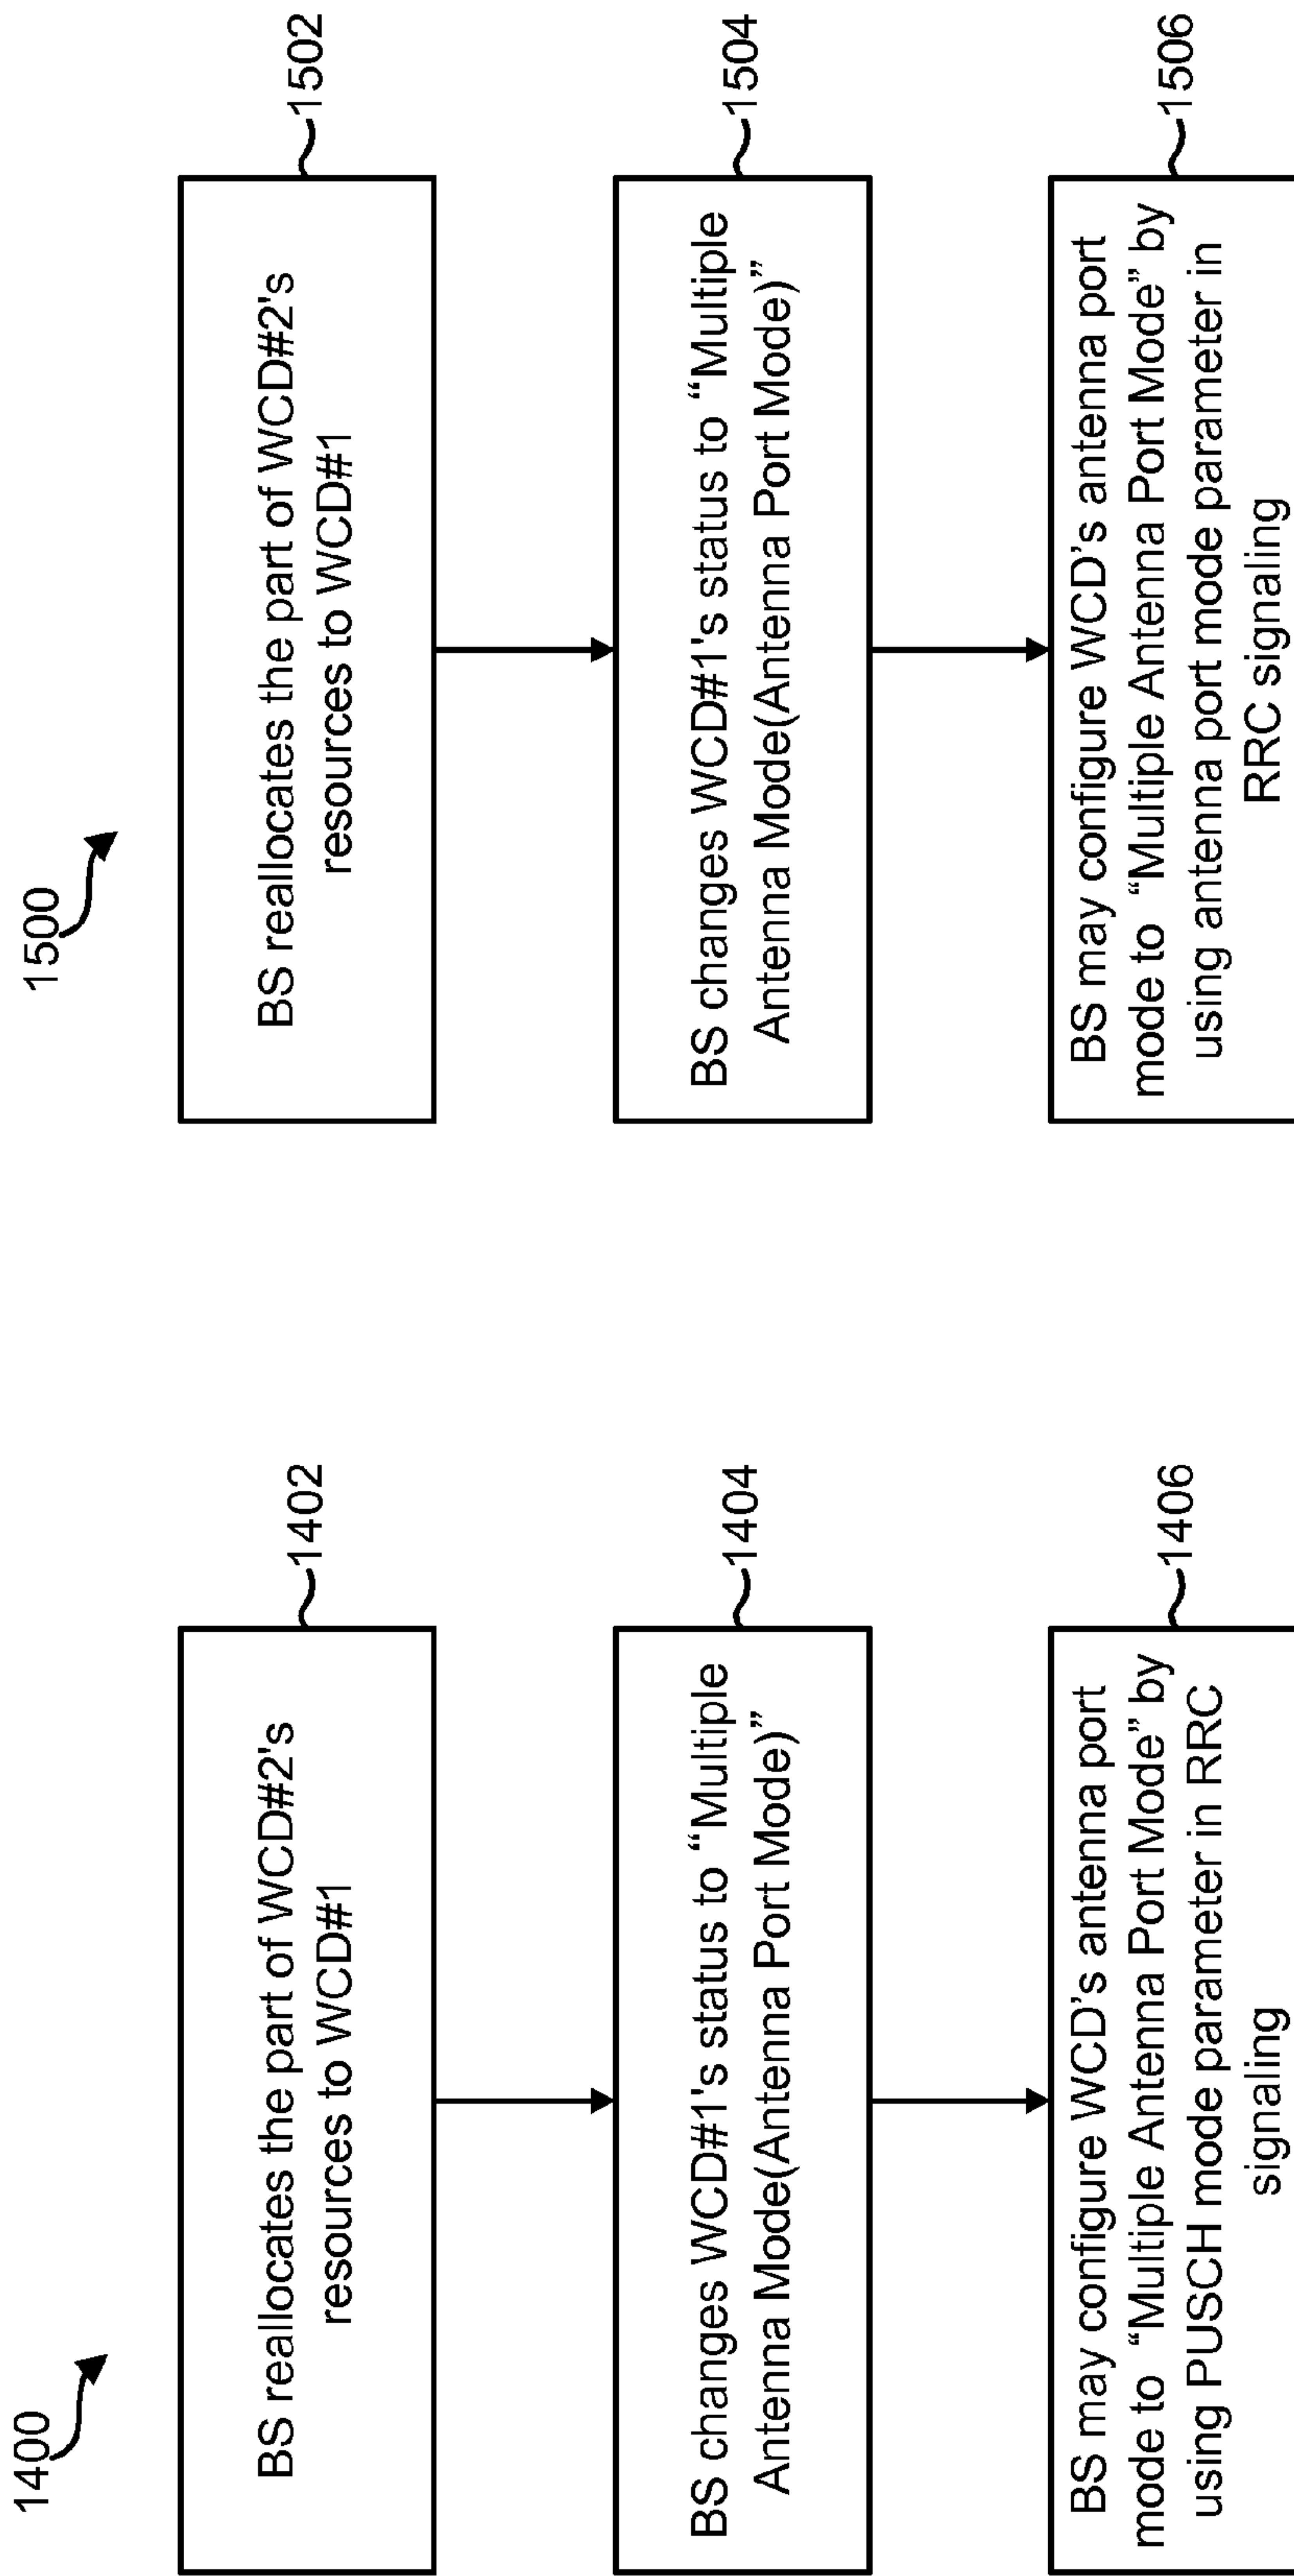 1400
BS reallocates the part of WCD#2's
resources to WCD#1
1402
BS changes WCD#1's status to “Multiple
Antenna Mode(Antenna Port Mode)”
1404
BS may configure WCD’s antenna port
mode to “Multiple Antenna Port Mode” by
using PUSCH mode parameter in RRC
signaling
1406
1500
BS reallocates the part of WCD#2's
resources to WCD#1
1502
BS changes WCD#1's status to “Multiple
Antenna Mode(Antenna Port Mode)”
1504
BS may configure WCD’s antenna port
mode to “Multiple Antenna Port Mode” by
using antenna port mode parameter in
RRC signaling
1506